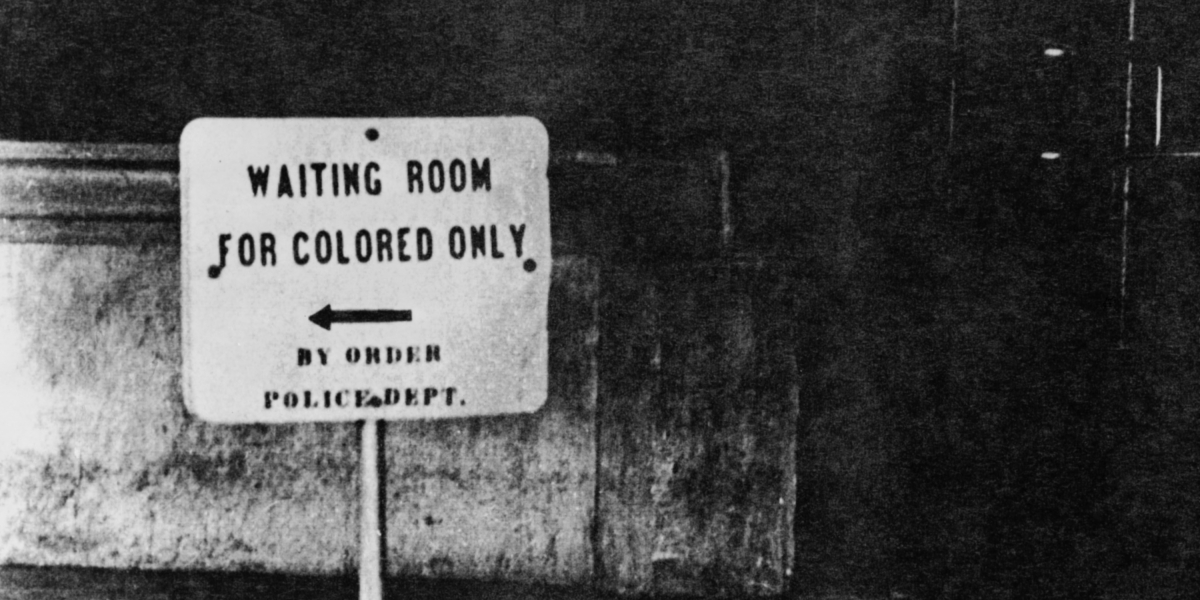 WAITING ROOM
FOR COLORED ONLY
BY ORDER
POLICE DEPT.